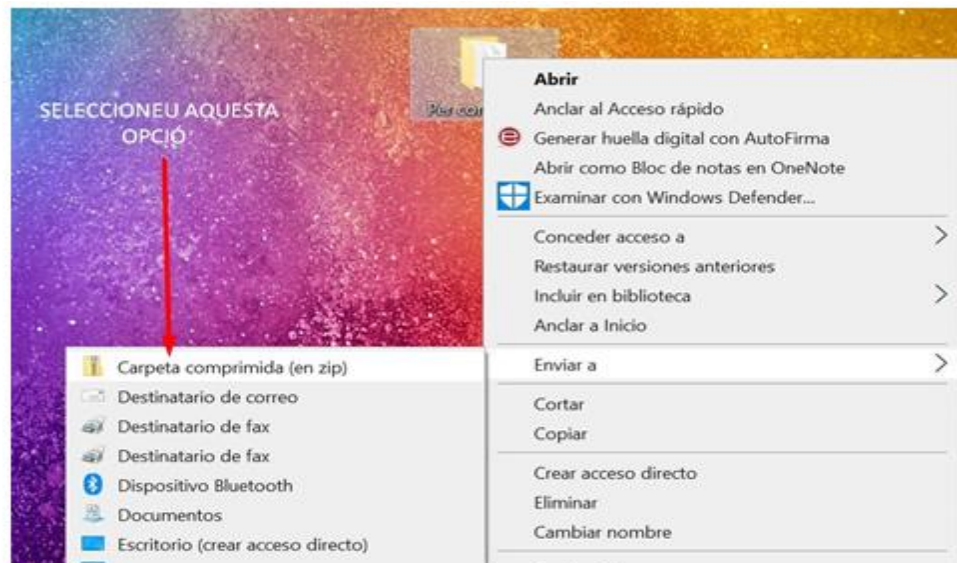 SELECCIONEU AQUESTA
OPCIÓ
Abrir
Anclar al Acceso rápido
Generar huella digital con AutoFirma
Abrir como Bloc de notas en OneNote
Examinar con Windows Defender...
Conceder acceso a
Restaurar versiones anteriores
Incluir en biblioteca
Anclar a Inicio
Enviar a
Cortar
Copiar
Crear acceso directo
Eliminar
Cambiar nombre
Carpeta comprimida (en zip)
Destinatario de correo
Destinatario de fax
Destinatario de fax
Dispositivo Bluetooth
Documentos
Escritorio (crear acceso directo)